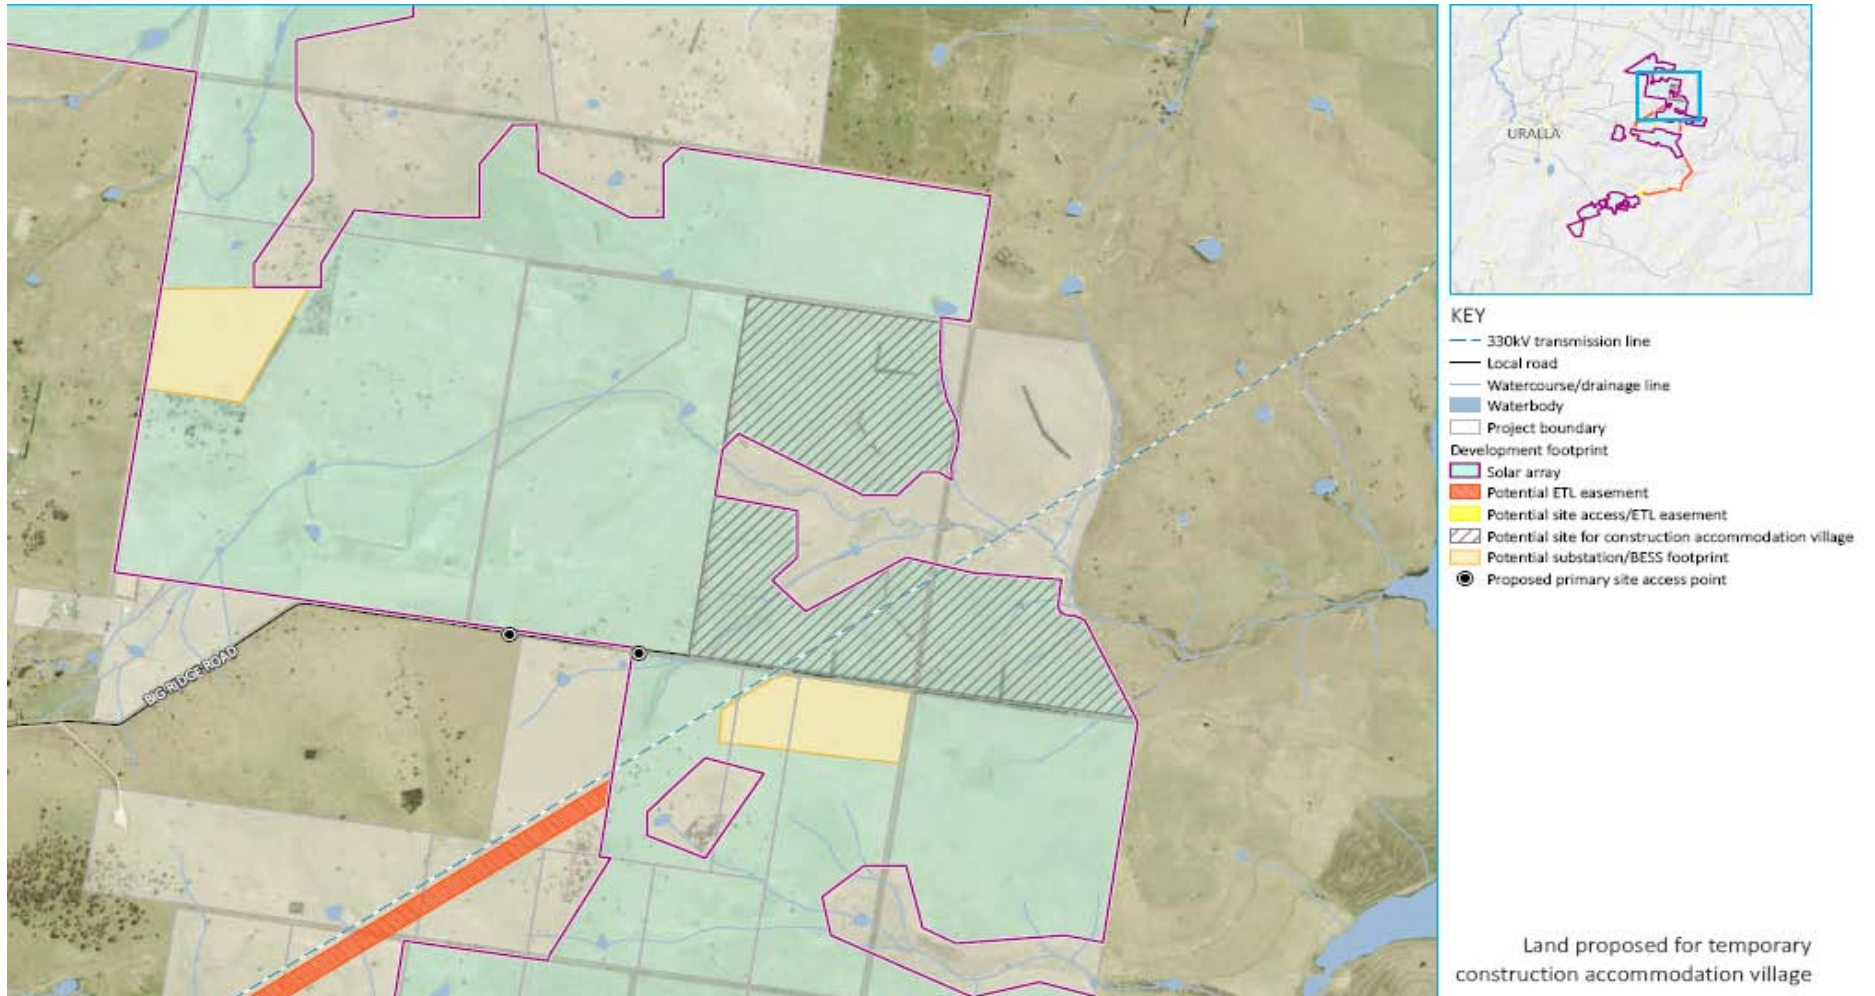 URALLA
KEY
330kV transmission line
Local road
Watercourse/drainage line
Waterbody
Project boundary
Development footprint
Solar array
Potential ETL easement
Potential site access/ETL easement
Potential site for construction accommodation village
Potential substation/BESS footprint
Proposed primary site access point
BIG RIDGE ROAD
Land proposed for temporary
construction accommodation village